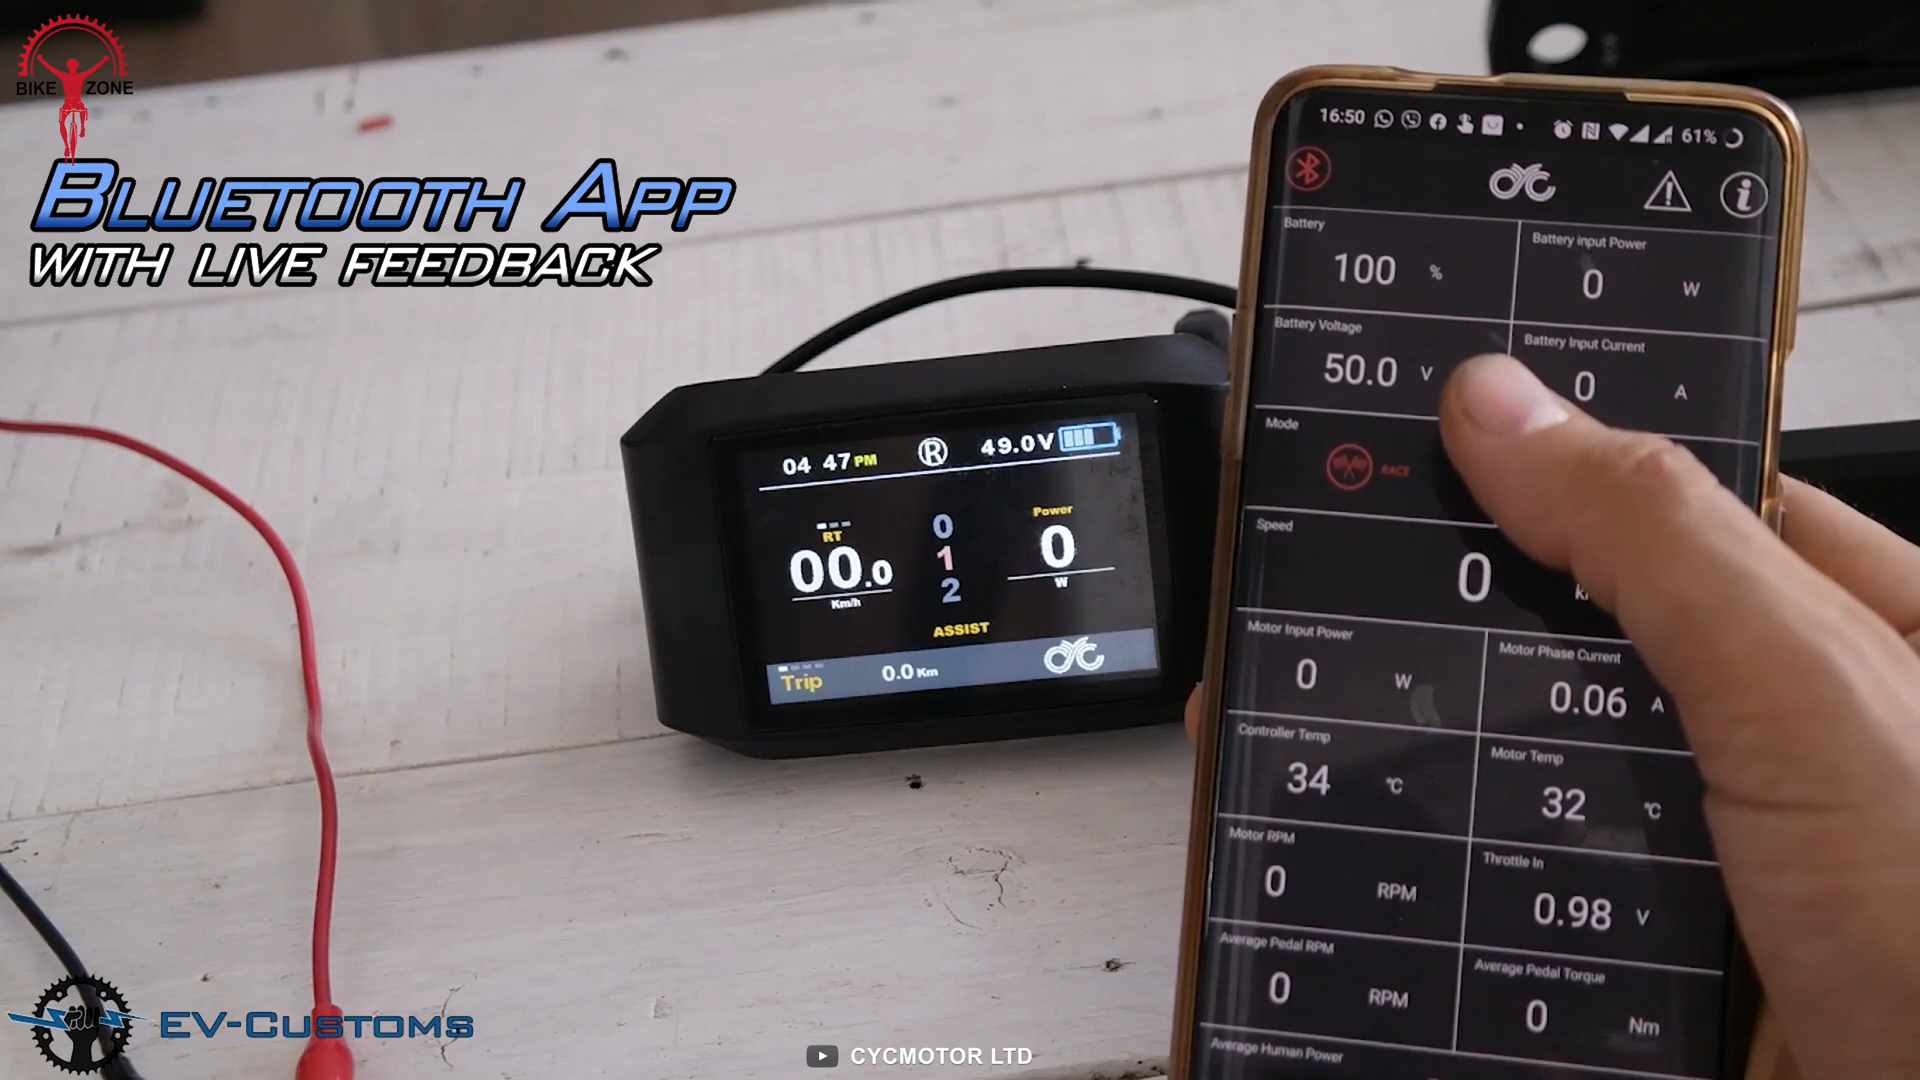 BIKE ZONE
BLUETOOTH APP
WITH LIVE FEEDBACK
04 47 PM
R
49.0V
RT
00.0
Km/h
0
1
2
ASSIST
Power
0
W
Trip
0.0 Km
16:50
61%
Battery
100 %
Battery Input Power
0 W
Battery Voltage
50.0 V
Battery Input Current
0 A
Mode
RACE
Speed
0
Motor Input Power
0 W
Motor Phase Current
0.06 A
Controller Temp
34 °C
Motor Temp
32 °C
Motor RPM
0 RPM
Throttle In
0.98 V
Average Pedal RPM
0 RPM
Average Pedal Torque
0 Nm
Average Human Power
EV-CUSTOMS
CYCMOTOR LTD